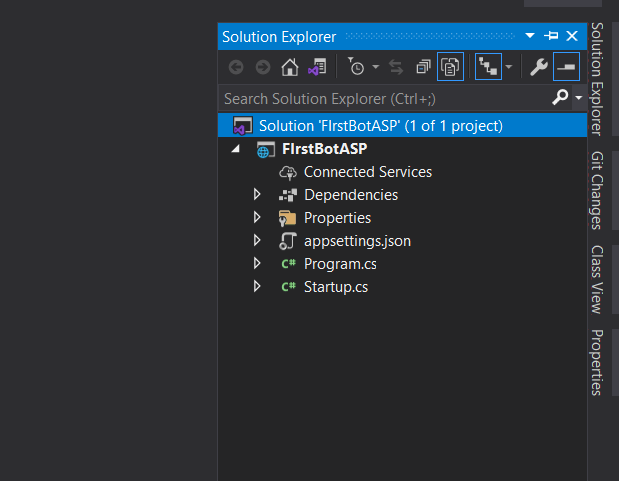 Solution Explorer
Search Solution Explorer (Ctrl+;)
Solution 'FIrstBotASP' (1 of 1 project)
FIrstBotASP
Connected Services
Dependencies
Properties
appsettings.json
C# Program.cs
C# Startup.cs
Solution Explorer
Git Changes
Class View
Properties